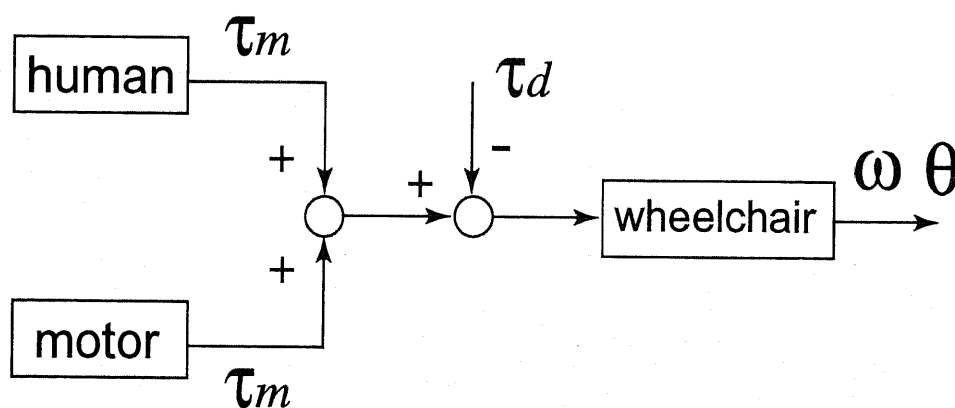 τm
human
τd
+
-
+
ω θ
wheelchair
+
motor
τm